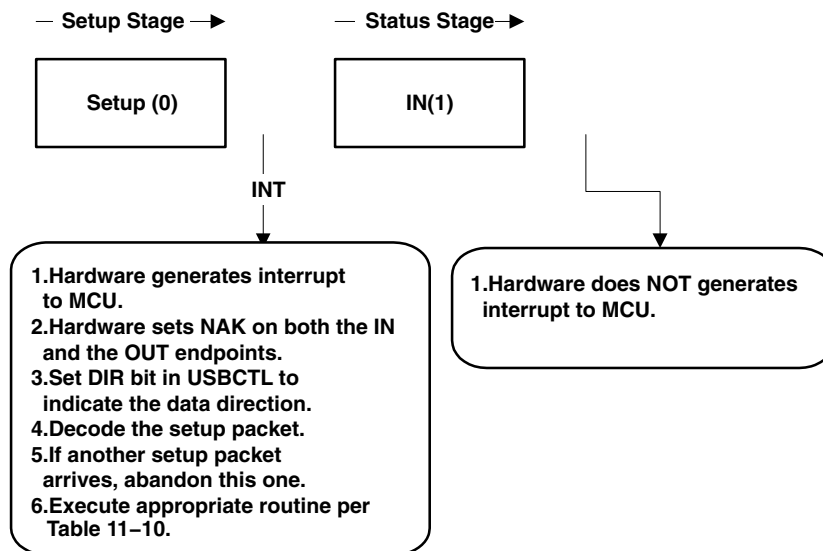 Setup Stage
Status Stage
Setup (0)
IN(1)
INT
1.Hardware generates interrupt
to MCU.
2.Hardware sets NAK on both the IN
and the OUT endpoints.
3.Set DIR bit in USBCTL to
indicate the data direction.
4.Decode the setup packet.
5.If another setup packet
arrives, abandon this one.
6.Execute appropriate routine per
Table 11−10.
1.Hardware does NOT generates
interrupt to MCU.